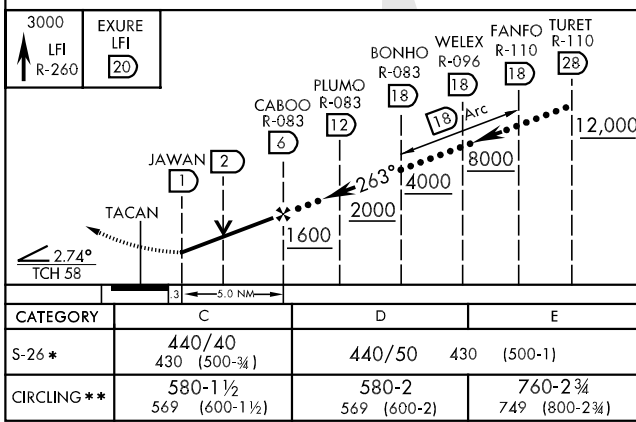 3000
LFI
R-260
EXURE
LFI
20
TURET
R-110
28
FANFO
R-110
18
WELEX
R-096
18
BONHO
R-083
18
PLUMO
R-083
12
CABOO
R-083
6
18 Arc
12,000
8000
4000
263°
2000
1600
JAWAN
1
2
TACAN
2.74°
TCH 58
.3
5.0 NM
CATEGORY C D E
S-26 * 440/40 430 (500-¾) 440/50 430 (500-1)
CIRCLING ** 580-1½ 569 (600-1½) 580-2 569 (600-2) 760-2¾ 749 (800-2¾)